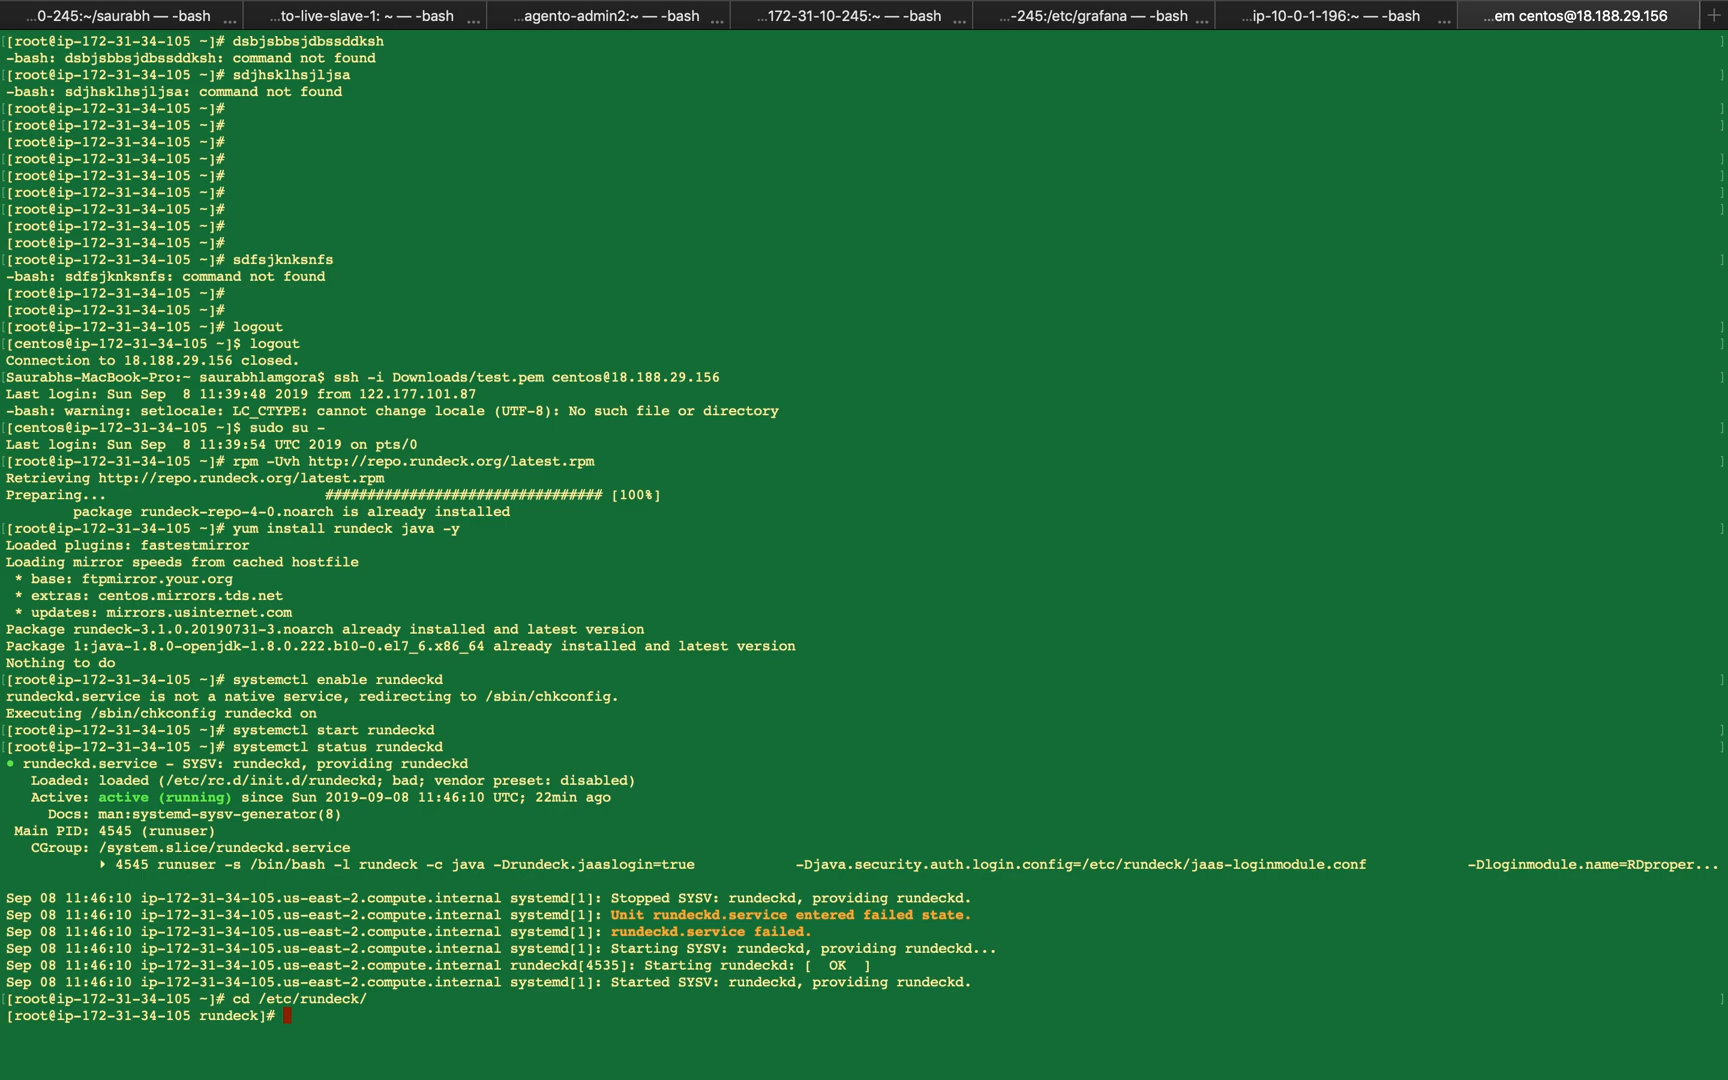 ...0-245:~/saurabh — -bash ... ...to-live-slave-1: ~ — -bash ... ...agento-admin2:~ — -bash ... ...172-31-10-245:~ — -bash ... ...-245:/etc/grafana — -bash ... ...ip-10-0-1-196:~ — -bash ... ...em centos@18.188.29.156 +
[[root@ip-172-31-34-105 ~]# dsbjsbbsjdbssddksh ]
-bash: dsbjsbbsjdbssddksh: command not found
[[root@ip-172-31-34-105 ~]# sdjhsklhsjljsa ]
-bash: sdjhsklhsjljsa: command not found
[[root@ip-172-31-34-105 ~]# ]
[[root@ip-172-31-34-105 ~]# ]
[root@ip-172-31-34-105 ~]#
[[root@ip-172-31-34-105 ~]# ]
[[root@ip-172-31-34-105 ~]# ]
[[root@ip-172-31-34-105 ~]# ]
[[root@ip-172-31-34-105 ~]# ]
[root@ip-172-31-34-105 ~]#
[root@ip-172-31-34-105 ~]#
[[root@ip-172-31-34-105 ~]# sdfsjknksnfs ]
-bash: sdfsjknksnfs: command not found
[root@ip-172-31-34-105 ~]#
[[root@ip-172-31-34-105 ~]# ]
[[root@ip-172-31-34-105 ~]# logout ]
[[centos@ip-172-31-34-105 ~]$ logout ]
Connection to 18.188.29.156 closed.
[Saurabhs-MacBook-Pro:~ saurabhlamgora$ ssh -i Downloads/test.pem centos@18.188.29.156 ]
Last login: Sun Sep  8 11:39:48 2019 from 122.177.101.87
-bash: warning: setlocale: LC_CTYPE: cannot change locale (UTF-8): No such file or directory
[[centos@ip-172-31-34-105 ~]$ sudo su - ]
Last login: Sun Sep  8 11:39:54 UTC 2019 on pts/0
[[root@ip-172-31-34-105 ~]# rpm -Uvh http://repo.rundeck.org/latest.rpm ]
Retrieving http://repo.rundeck.org/latest.rpm
Preparing... ################################# [100%]
package rundeck-repo-4-0.noarch is already installed
[[root@ip-172-31-34-105 ~]# yum install rundeck java -y ]
Loaded plugins: fastestmirror
Loading mirror speeds from cached hostfile
* base: ftpmirror.your.org
* extras: centos.mirrors.tds.net
* updates: mirrors.usinternet.com
Package rundeck-3.1.0.20190731-3.noarch already installed and latest version
Package 1:java-1.8.0-openjdk-1.8.0.222.b10-0.el7_6.x86_64 already installed and latest version
Nothing to do
[[root@ip-172-31-34-105 ~]# systemctl enable rundeckd ]
rundeckd.service is not a native service, redirecting to /sbin/chkconfig.
Executing /sbin/chkconfig rundeckd on
[[root@ip-172-31-34-105 ~]# systemctl start rundeckd ]
[[root@ip-172-31-34-105 ~]# systemctl status rundeckd ]
● rundeckd.service - SYSV: rundeckd, providing rundeckd
Loaded: loaded (/etc/rc.d/init.d/rundeckd; bad; vendor preset: disabled)
Active: active (running) since Sun 2019-09-08 11:46:10 UTC; 22min ago
Docs: man:systemd-sysv-generator(8)
Main PID: 4545 (runuser)
CGroup: /system.slice/rundeckd.service
‣ 4545 runuser -s /bin/bash -l rundeck -c java -Drundeck.jaaslogin=true            -Djava.security.auth.login.config=/etc/rundeck/jaas-loginmodule.conf            -Dloginmodule.name=RDproper...
Sep 08 11:46:10 ip-172-31-34-105.us-east-2.compute.internal systemd[1]: Stopped SYSV: rundeckd, providing rundeckd.
Sep 08 11:46:10 ip-172-31-34-105.us-east-2.compute.internal systemd[1]: Unit rundeckd.service entered failed state.
Sep 08 11:46:10 ip-172-31-34-105.us-east-2.compute.internal systemd[1]: rundeckd.service failed.
Sep 08 11:46:10 ip-172-31-34-105.us-east-2.compute.internal systemd[1]: Starting SYSV: rundeckd, providing rundeckd...
Sep 08 11:46:10 ip-172-31-34-105.us-east-2.compute.internal rundeckd[4535]: Starting rundeckd: [  OK  ]
Sep 08 11:46:10 ip-172-31-34-105.us-east-2.compute.internal systemd[1]: Started SYSV: rundeckd, providing rundeckd.
[[root@ip-172-31-34-105 ~]# cd /etc/rundeck/ ]
[root@ip-172-31-34-105 rundeck]#